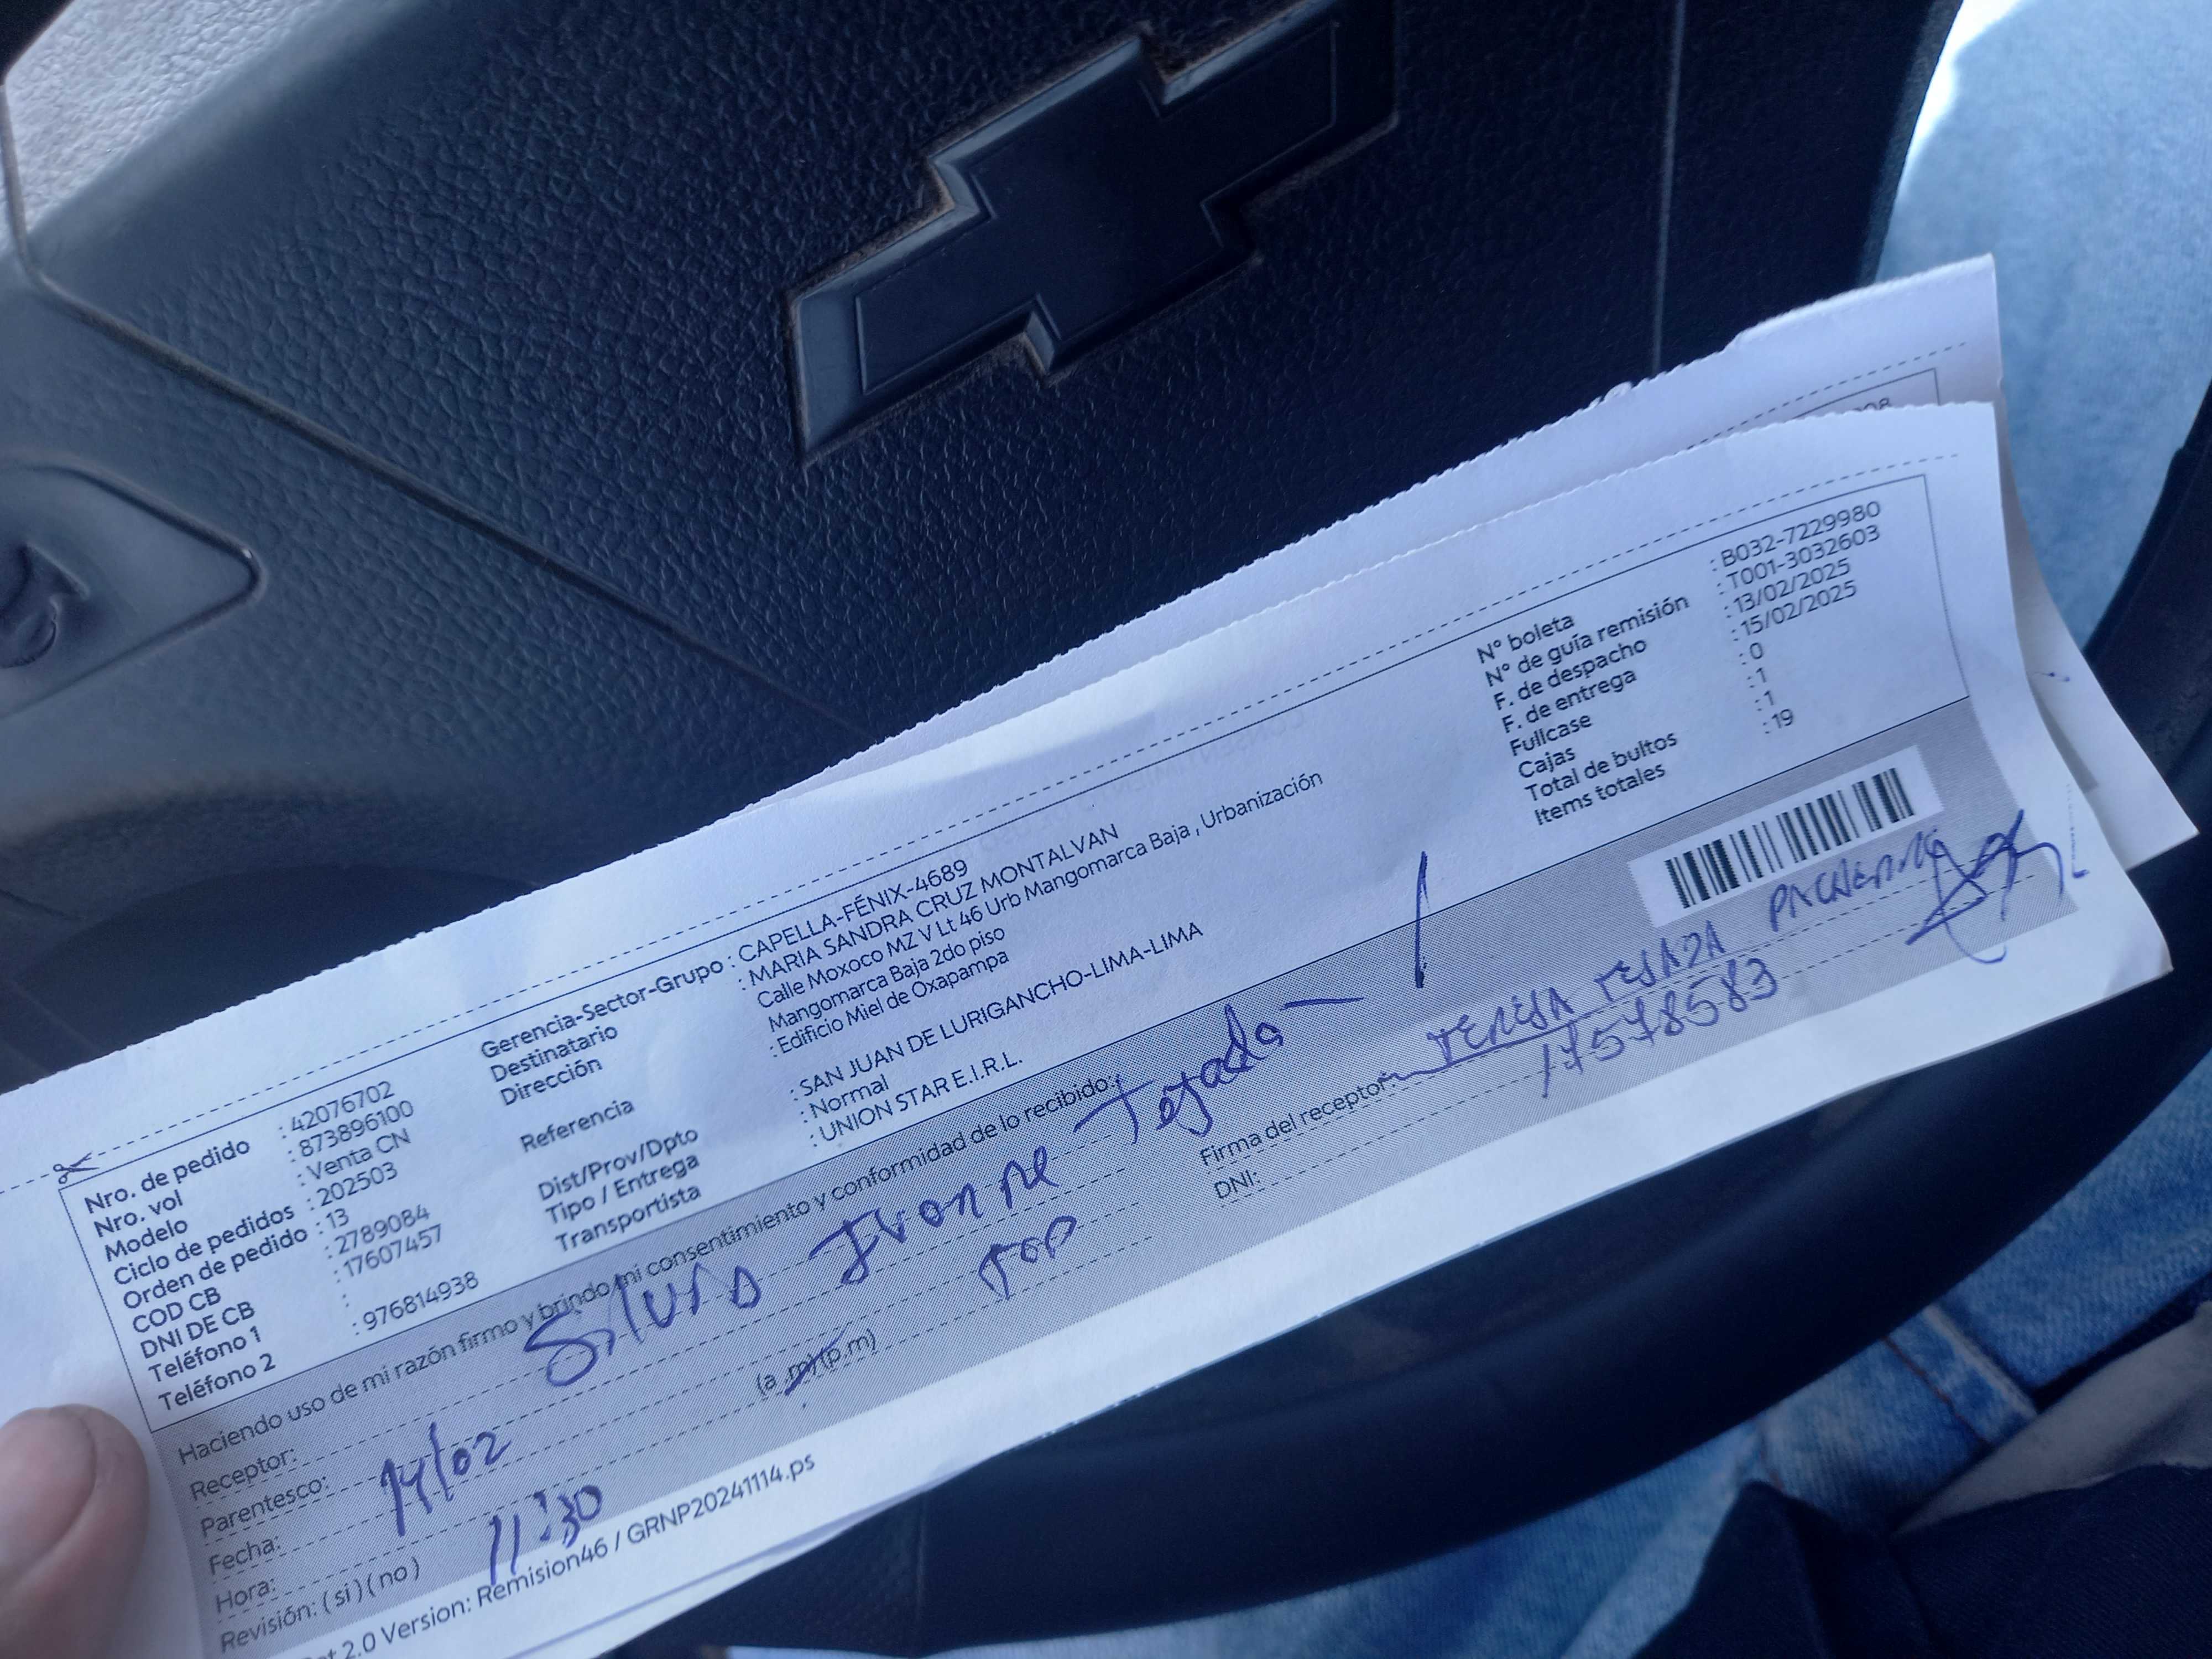 Nro. de pedido : 42076702
Nro. vol : 873896100
Modelo : Venta CN
Ciclo de pedidos : 202503
Orden de pedido : 13
COD CB : 2789084
DNI DE CB : 17607457
Teléfono 1 :
Teléfono 2 : 976814938
Gerencia-Sector-Grupo : CAPELLA-FÉNIX-4689
Destinatario : MARIA SANDRA CRUZ MONTALVAN
Dirección Calle Moxoco MZ V Lt 46 Urb Mangomarca Baja , Urbanización
Mangomarca Baja 2do piso
Referencia : Edificio Miel de Oxapampa
Dist/Prov/Dpto : SAN JUAN DE LURIGANCHO-LIMA-LIMA
Tipo / Entrega : Normal
Transportista : UNION STAR E.I.R.L.
N° boleta : B032-7229980
N° de guía remisión : T001-3032603
F. de despacho : 13/02/2025
F. de entrega : 15/02/2025
Fullcase : 0
Cajas : 1
Total de bultos : 1
Items totales : 19
Haciendo uso de mi razón firmo y brindo mi consentimiento y conformidad de lo recibido:
Receptor: Ivonne Tejada
Parentesco:
Fecha: 14/02
Hora: 11:30 (a .m) (p.m)
Revisión: ( si ) ( no )
Firma del receptor: TERESA
DNI: 17578583
2.0 Version: Remision46 / GRNP20241114.ps